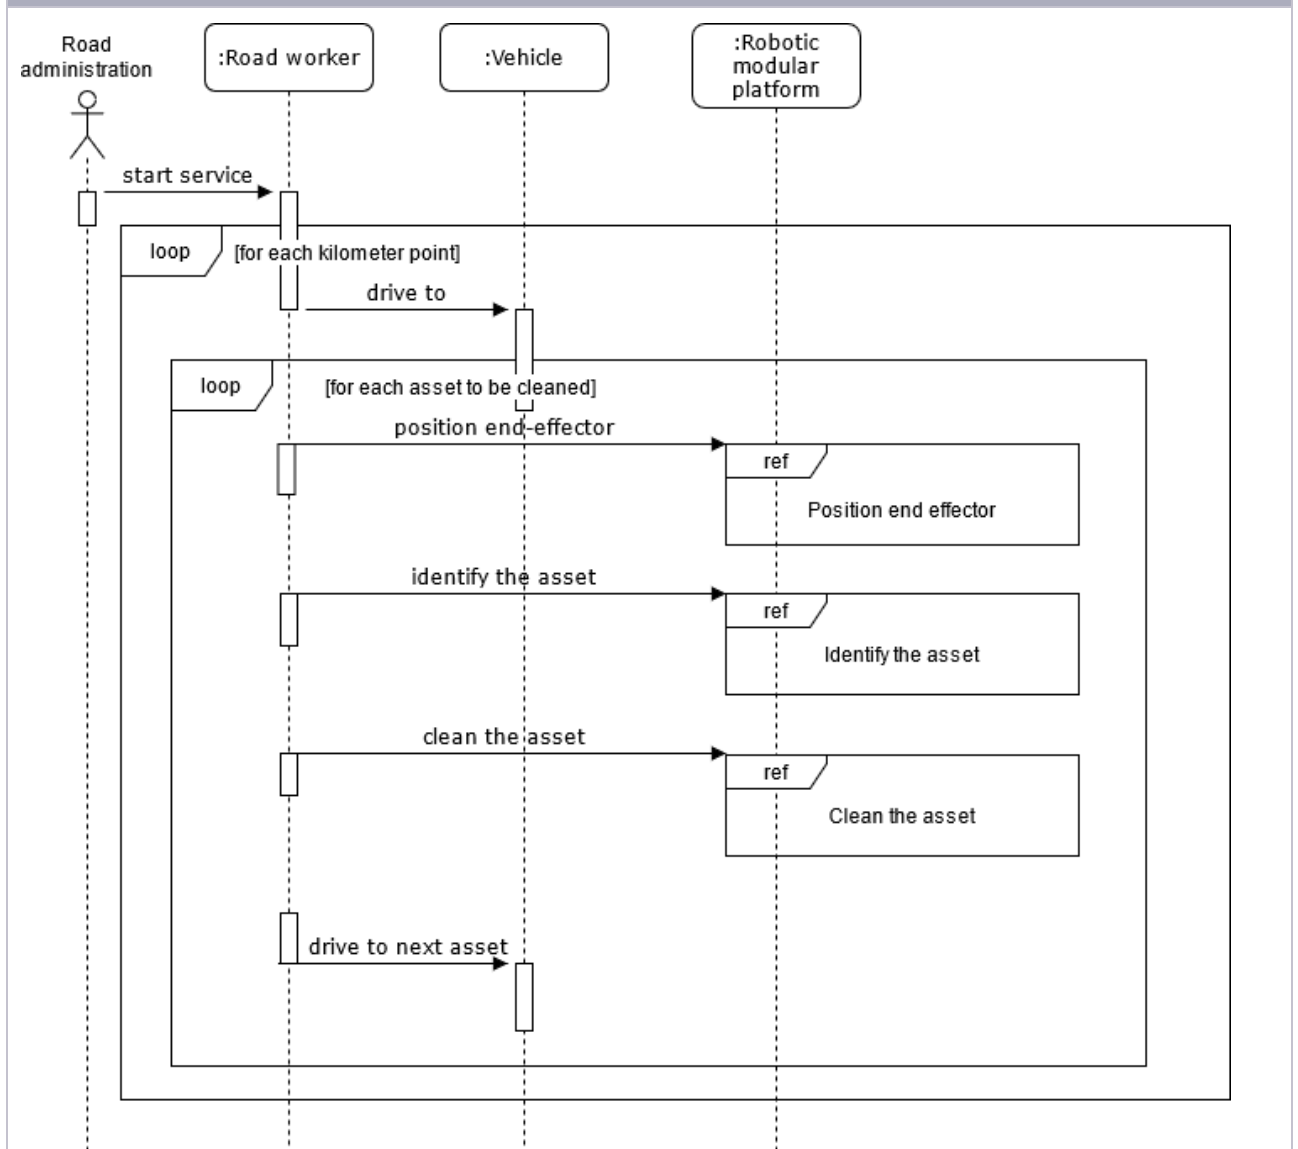 Road
administration
:Road worker
:Vehicle
:Robotic
modular
platform
start service
loop
[for each kilometer point]
drive to
loop
[for each asset to be cleaned]
position end-effector
ref
Position end effector
identify the asset
ref
Identify the asset
clean the asset
ref
Clean the asset
drive to next asset